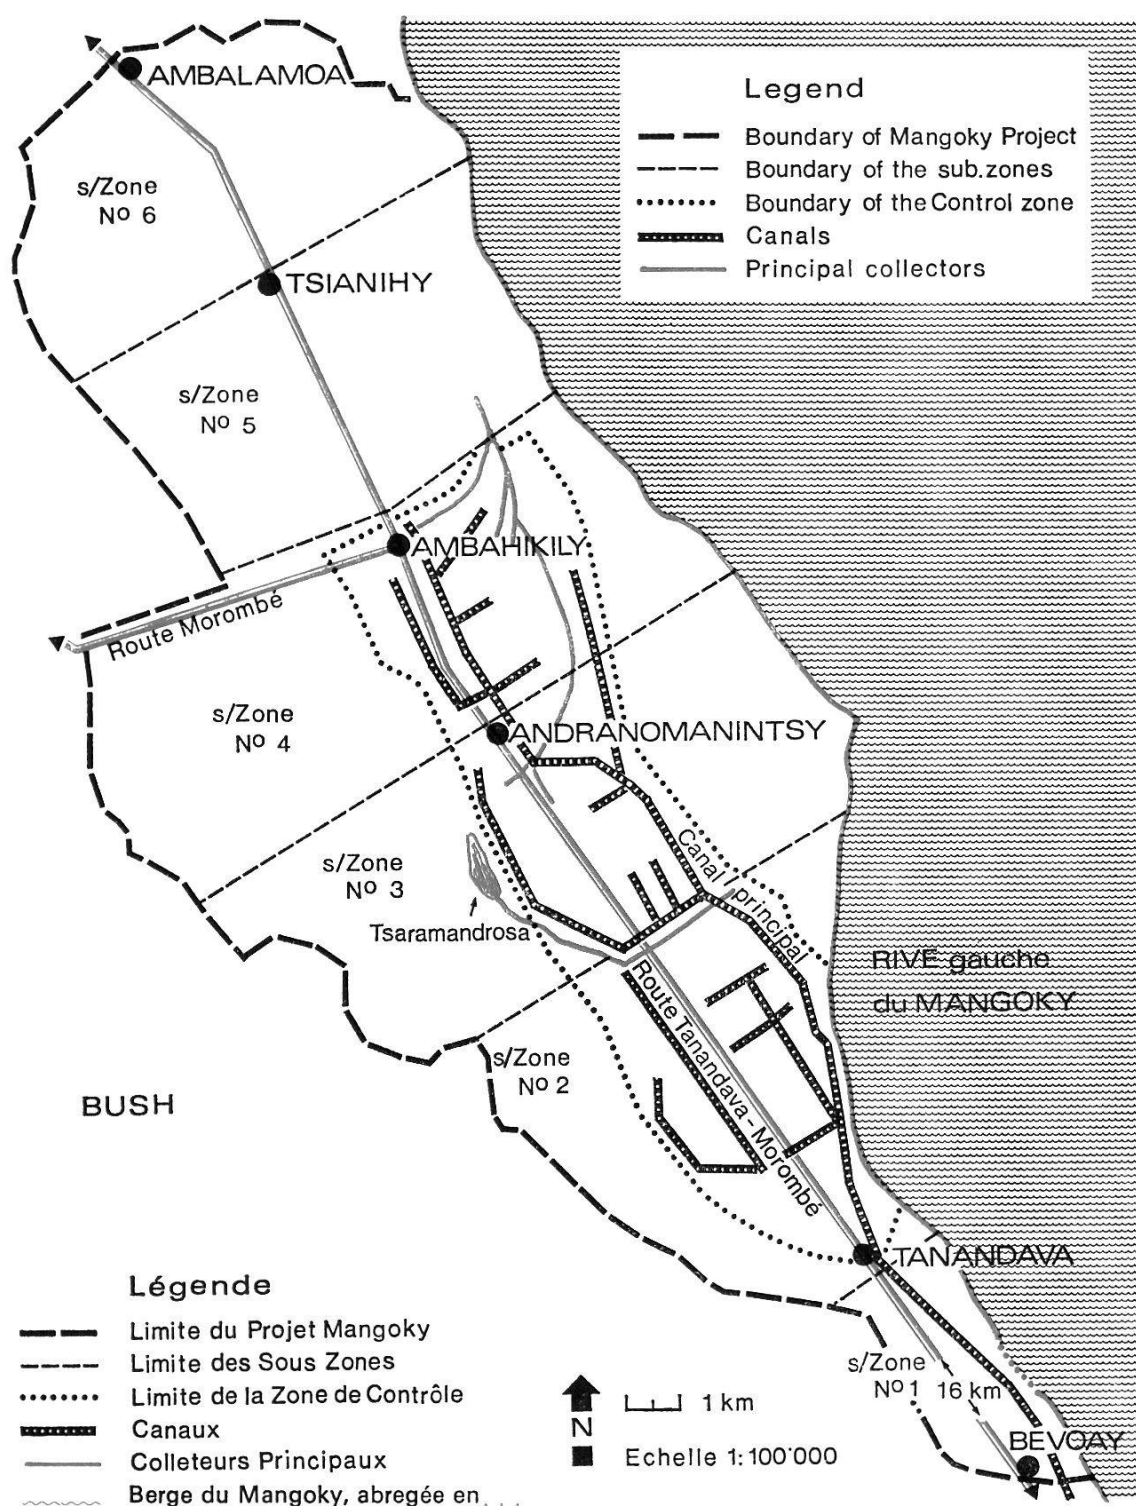 AMBALAMOA
Legend
Boundary of Mangoky Project
Boundary of the sub.zones
Boundary of the Control zone
Canals
Principal collectors
s/Zone
No 6
TSIANIHY
s/Zone
No 5
AMBAHIKILY
Route Morombé
s/Zone
No 4
ANDRANOMANINTSY
Canal principal
s/Zone
No 3
Tsaramandrosa
RIVE gauche
du MANGOKY
Route Tanandava-Morombé
s/Zone
No 2
BUSH
TANANDAVA
s/Zone
No 1
16 km
BEVOAY
Légende
Limite du Projet Mangoky
Limite des Sous Zones
Limite de la Zone de Contrôle
Canaux
Colleteurs Principaux
Berge du Mangoky, abregée en
1 km
N
Echelle 1:100'000